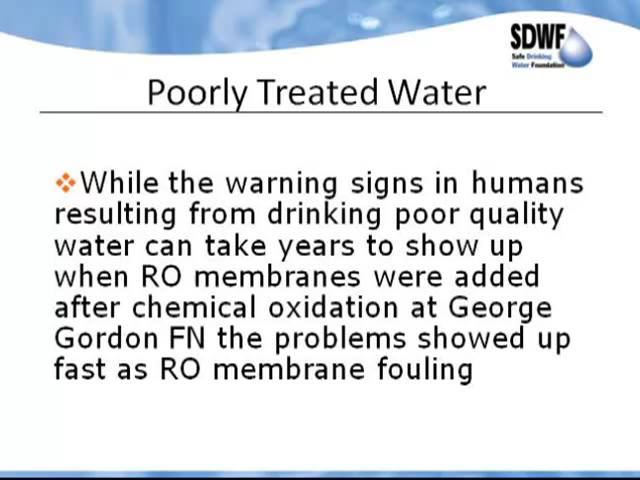 SDWF
Safe Drinking
Water Foundation
Poorly Treated Water
While the warning signs in humans
resulting from drinking poor quality
water can take years to show up
when RO membranes were added
after chemical oxidation at George
Gordon FN the problems showed up
fast as RO membrane fouling